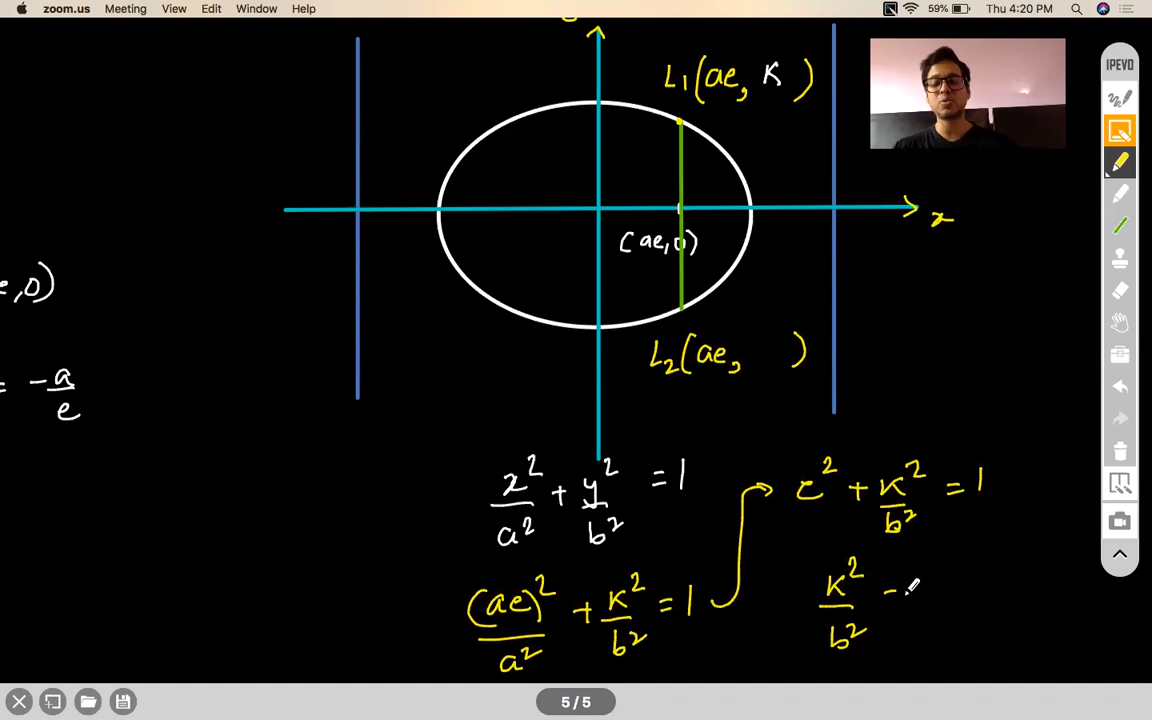 zoom.us Meeting View Edit Window Help 59% Thu 4:20 PM
IPEVO
L1(ae, K )
x
(ae,0)
e,0)
L2(ae, )
= -a/e
x²/a² + y²/b² = 1
e² + K²/b² = 1
(ae)²/a² + K²/b² = 1
K²/b² -
5 / 5